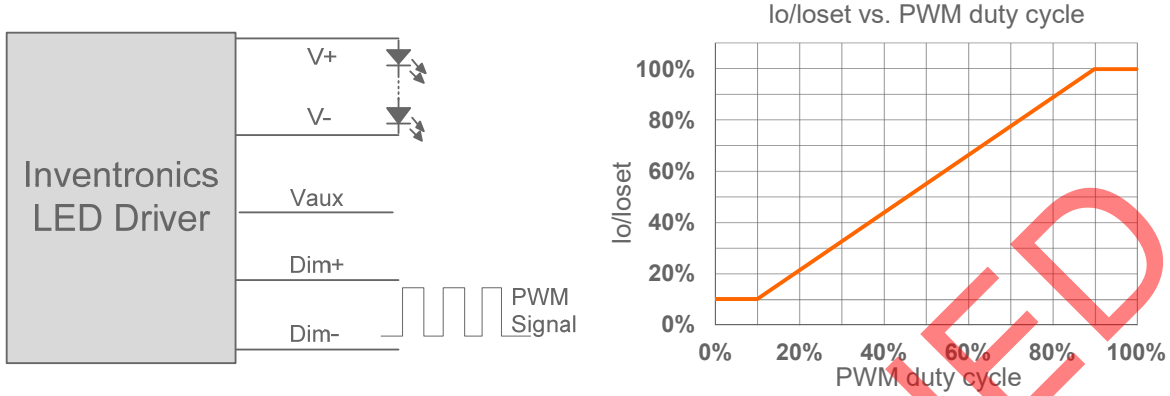 Inventronics
LED Driver
V+
V-
Vaux
Dim+
Dim-
PWM
Signal
Io/Ioset vs. PWM duty cycle
Io/Ioset
100%
80%
60%
40%
20%
0%
0% 20% 40% 60% 80% 100%
PWM duty cycle